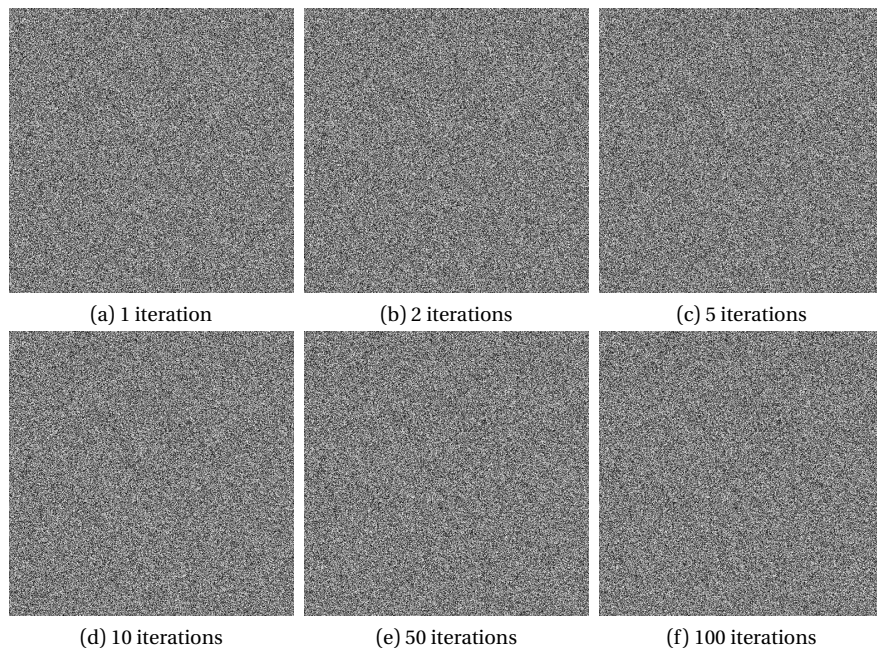 (a) 1 iteration
(b) 2 iterations
(c) 5 iterations
(d) 10 iterations
(e) 50 iterations
(f) 100 iterations